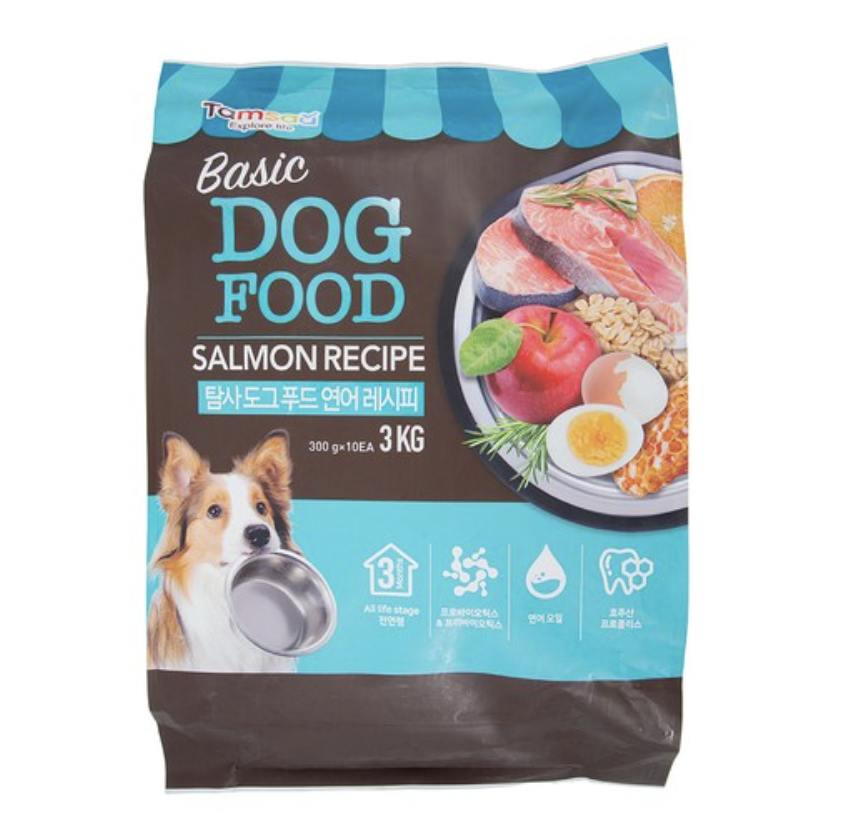 Tamsaa
Explore life
Basic
DOG
FOOD
SALMON RECIPE
탐사 도그 푸드 연어 레시피
300 g×10EA 3 KG
3
Months
All life stage
전연령
프로바이오틱스
& 프리바이오틱스
연어 오일
호주산
프로폴리스